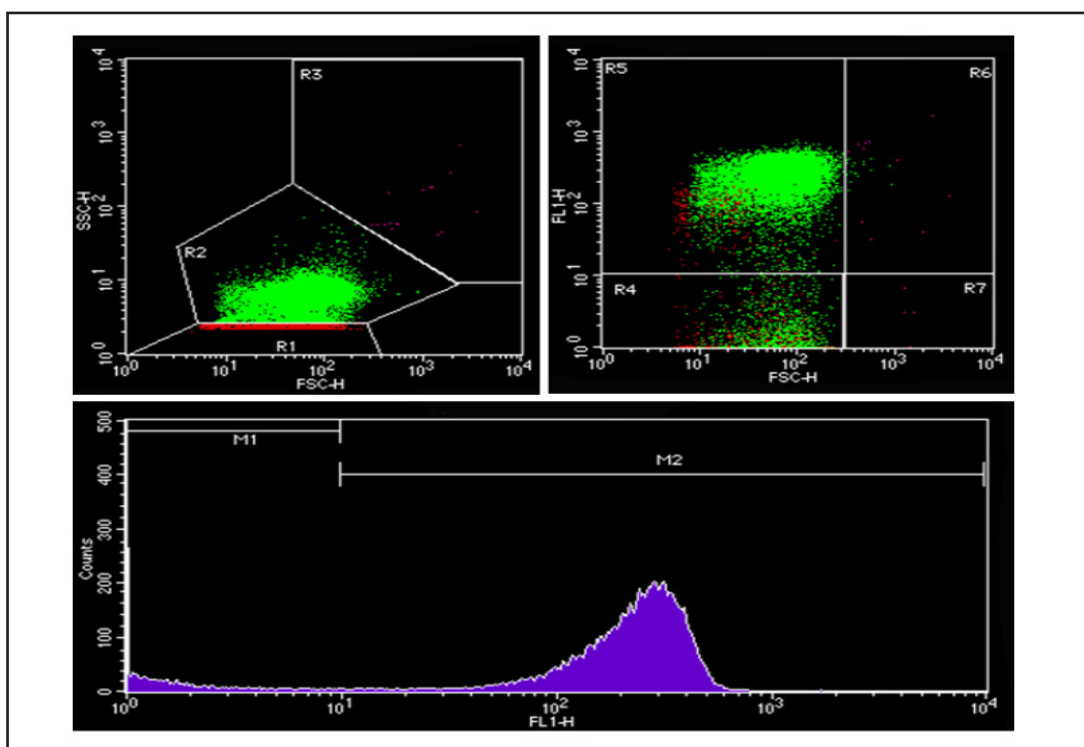 10⁴
10³
10²
10¹
10⁰
SSC-H
R3
R2
R1
10⁰ 10¹ 10² 10³ 10⁴
FSC-H
10⁴
10³
10²
10¹
10⁰
FL1-H
R5
R6
R4
R7
10⁰ 10¹ 10² 10³ 10⁴
FSC-H
500
400
300
200
100
0
Counts
M1
M2
10⁰ 10¹ 10² 10³ 10⁴
FL1-H